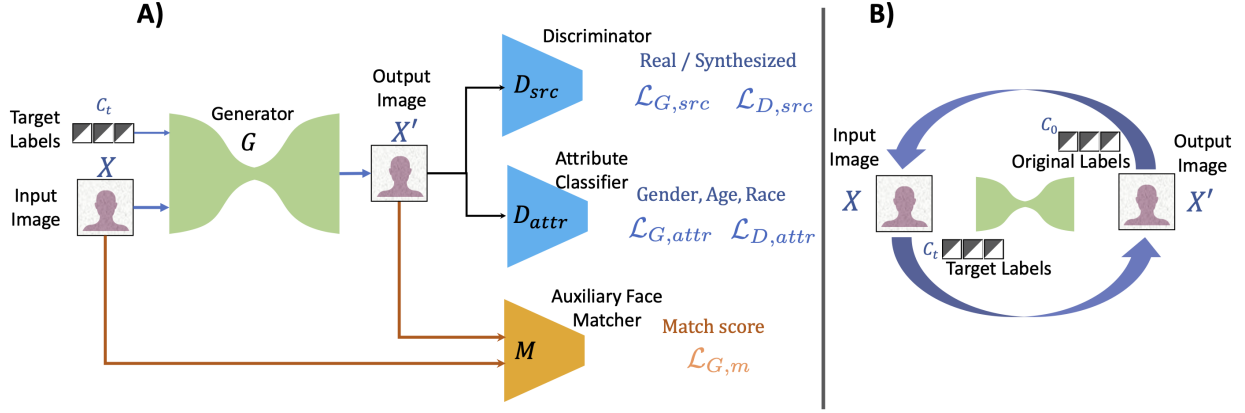 A)
Discriminator
D_src
Real / Synthesized
ℒ_G,src ℒ_D,src
Output
Image
X′
Generator
G
C_t
Target
Labels
X
Input
Image
Attribute
Classifier
D_attr
Gender, Age, Race
ℒ_G,attr ℒ_D,attr
Auxiliary Face
Matcher
M
Match score
ℒ_G,m
B)
Input
Image
X
C_0
Original Labels
Output
Image
X′
C_t
Target Labels